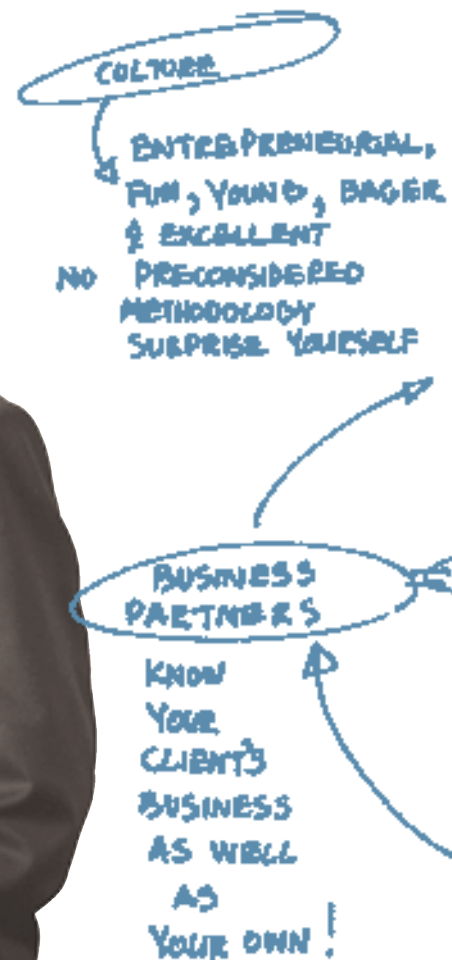 CULTURE
ENTREPRENEURIAL,
FUN, YOUNG, EAGER
& EXCELLENT
NO PRECONSIDERED
METHODOLOGY
SURPRISE YOURSELF
BUSINESS
PARTNERS
KNOW
YOUR
CLIENT'S
BUSINESS
AS WELL
AS
YOUR OWN!